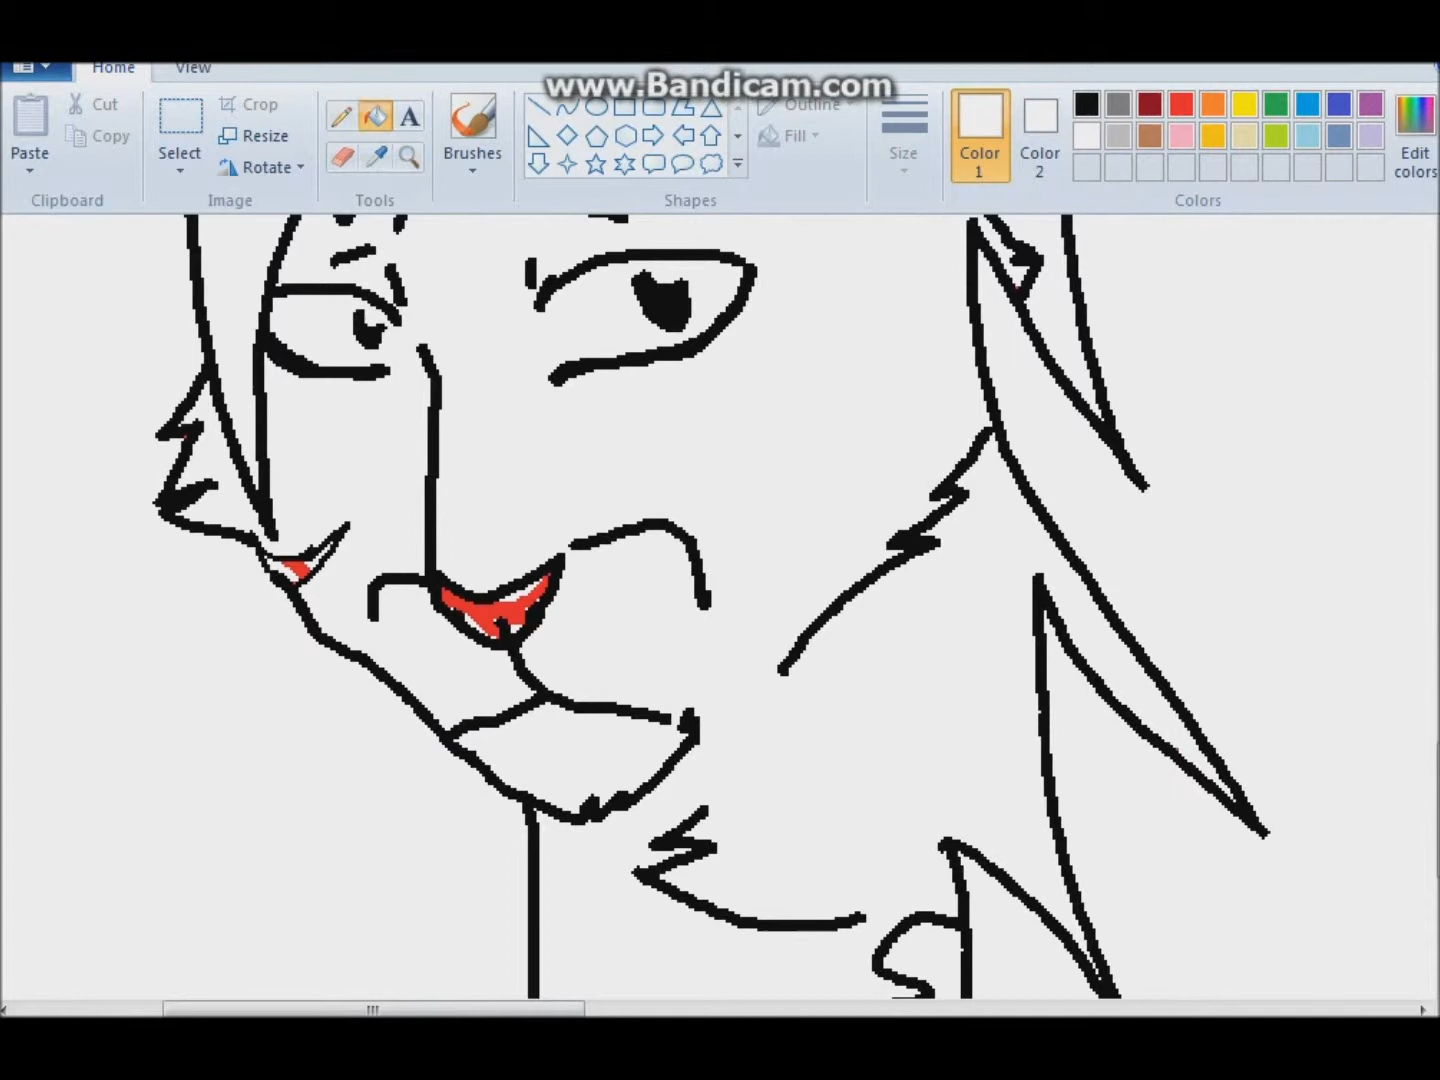 Home View
www.Bandicam.com
Cut
Copy
Paste
Clipboard
Select
Crop
Resize
Rotate
Image
A
Tools
Brushes
Outline
Fill
Shapes
Size
Color 1
Color 2
Edit colors
Colors